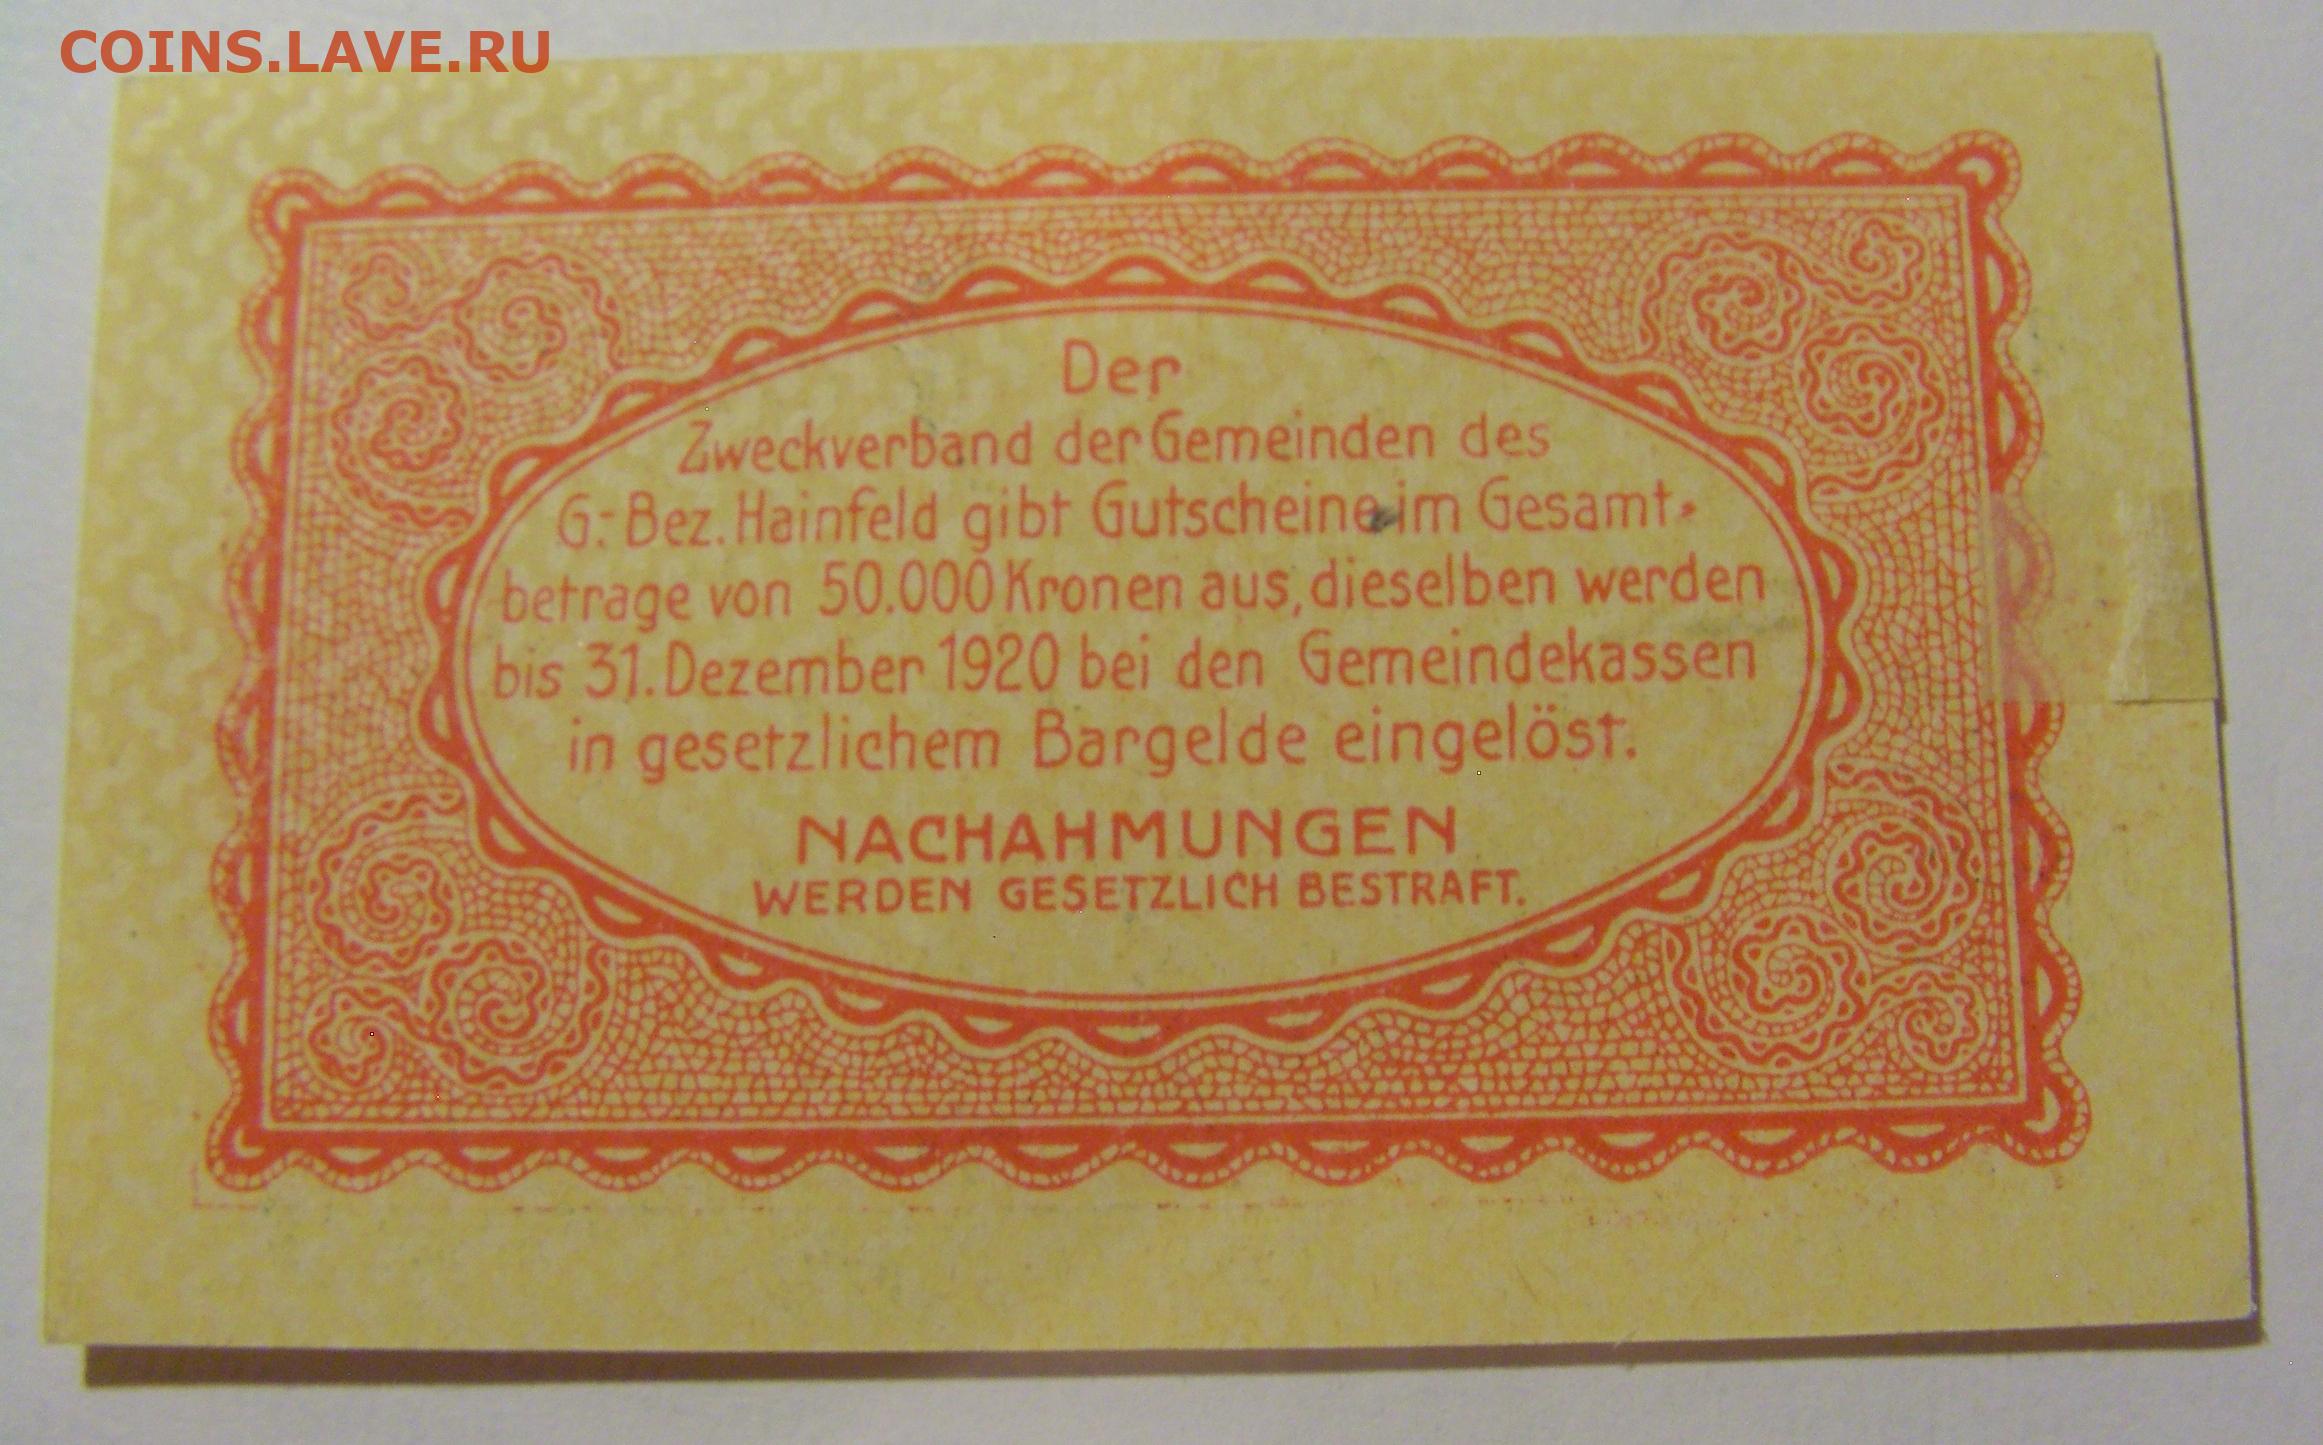 COINS.LAVE.RU
Der
Zweckverband der Gemeinden des
G.-Bez. Hainfeld gibt Gutscheine im Gesamt-
betrage von 50.000 Kronen aus, dieselben werden
bis 31. Dezember 1920 bei den Gemeindekassen
in gesetzlichem Bargelde eingelöst.
NACHAHMUNGEN
WERDEN GESETZLICH BESTRAFT.